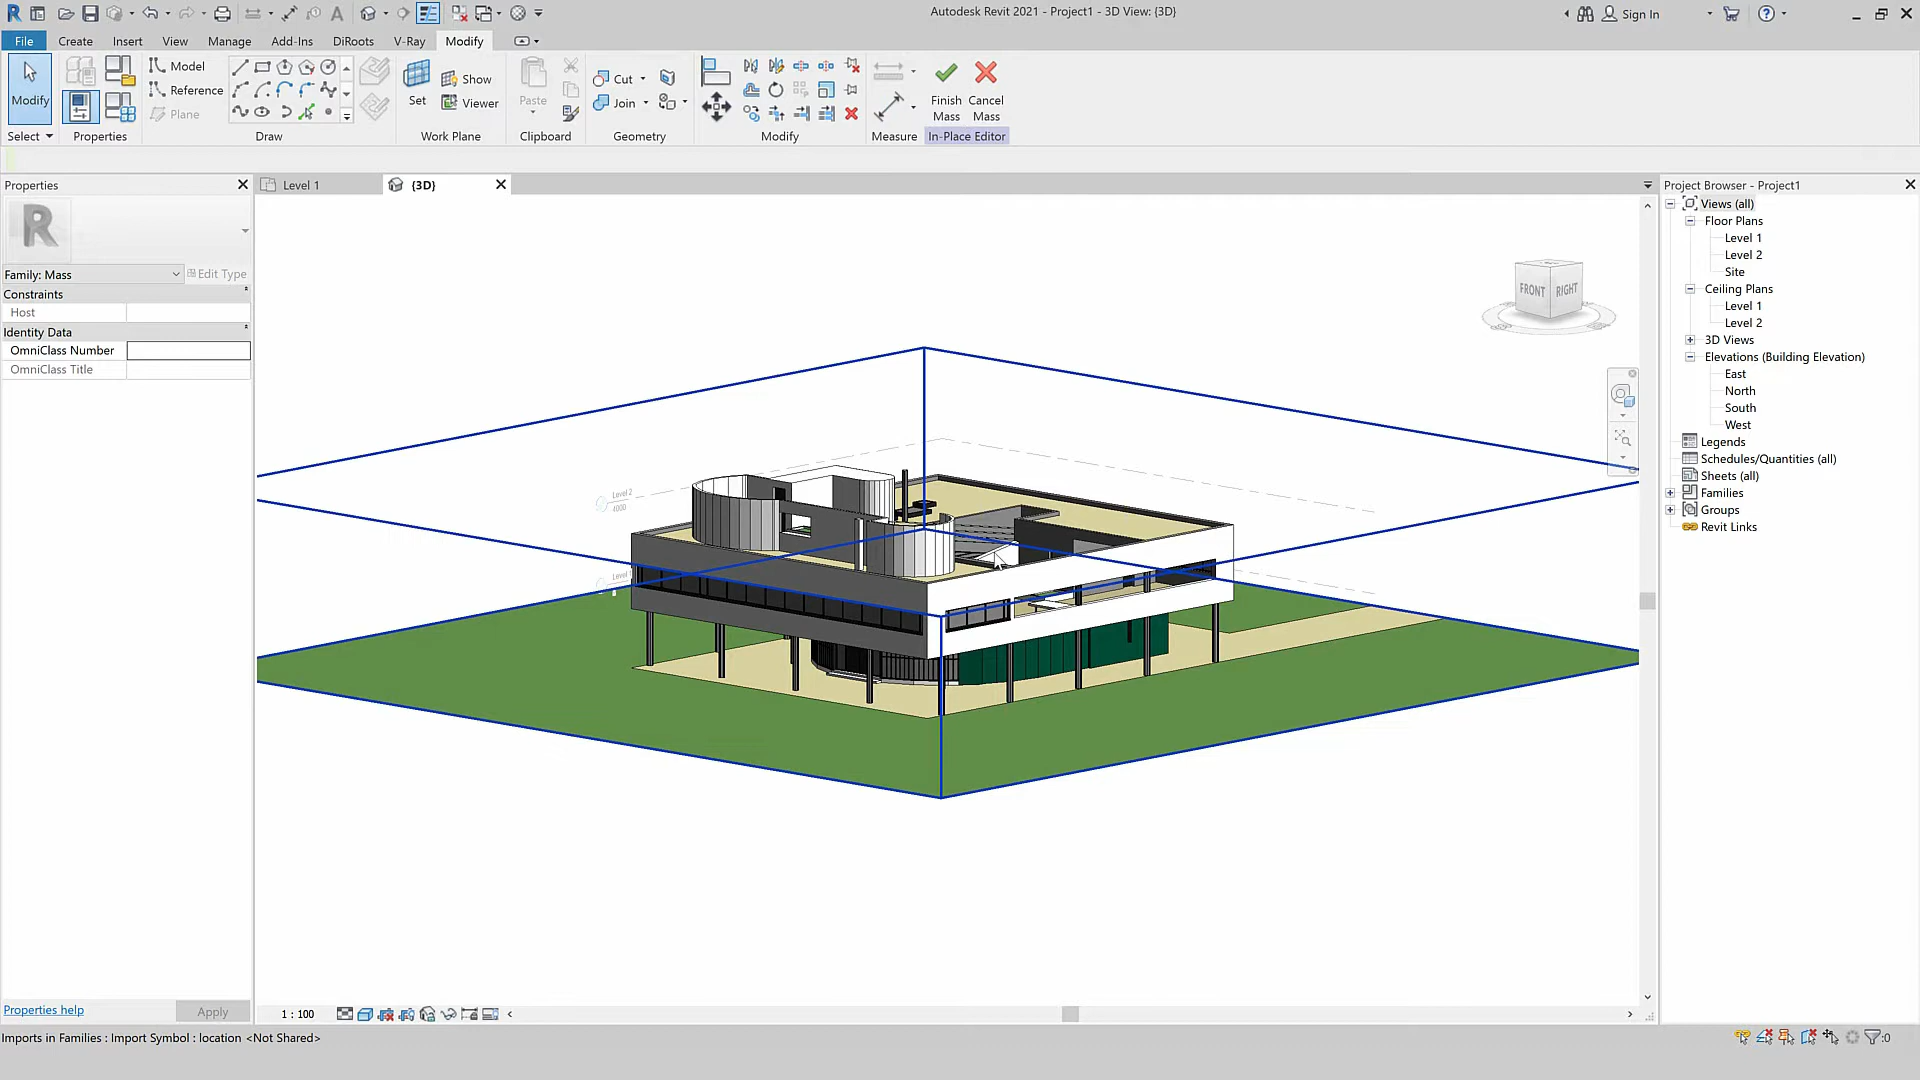 Autodesk Revit 2021 - Project1 - 3D View: {3D}
Sign In
File
Create
Insert
View
Manage
Add-Ins
DiRoots
V-Ray
Modify
Modify
Select
Properties
Model
Reference
Plane
Draw
Set
Show
Viewer
Work Plane
Paste
Clipboard
Cut
Join
Geometry
Modify
Measure
Finish
Mass
Cancel
Mass
In-Place Editor
Properties
Level 1
{3D}
Project Browser - Project1
Family: Mass
Edit Type
Constraints
Host
Identity Data
OmniClass Number
OmniClass Title
Level 2
4000
Level
FRONT
RIGHT
Views (all)
Floor Plans
Level 1
Level 2
Site
Ceiling Plans
Level 1
Level 2
3D Views
Elevations (Building Elevation)
East
North
South
West
Legends
Schedules/Quantities (all)
Sheets (all)
Families
Groups
Revit Links
Properties help
Apply
1 : 100
Imports in Families : Import Symbol : location <Not Shared>
:0